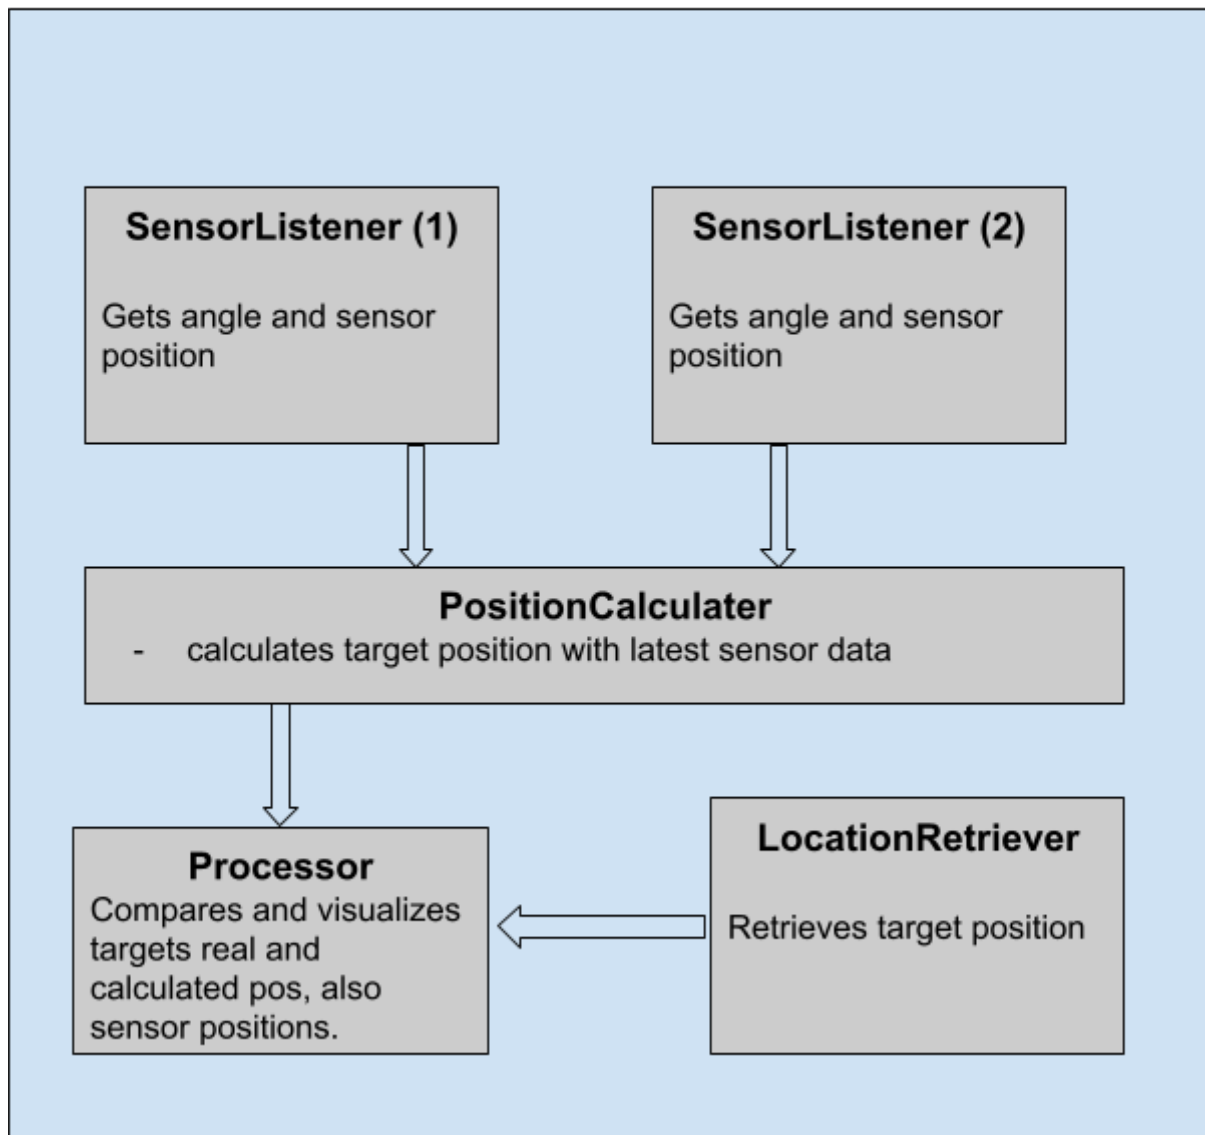 SensorListener (1)
Gets angle and sensor
position
SensorListener (2)
Gets angle and sensor
position
PositionCalculater
- calculates target position with latest sensor data
Processor
Compares and visualizes
targets real and
calculated pos, also
sensor positions.
LocationRetriever
Retrieves target position